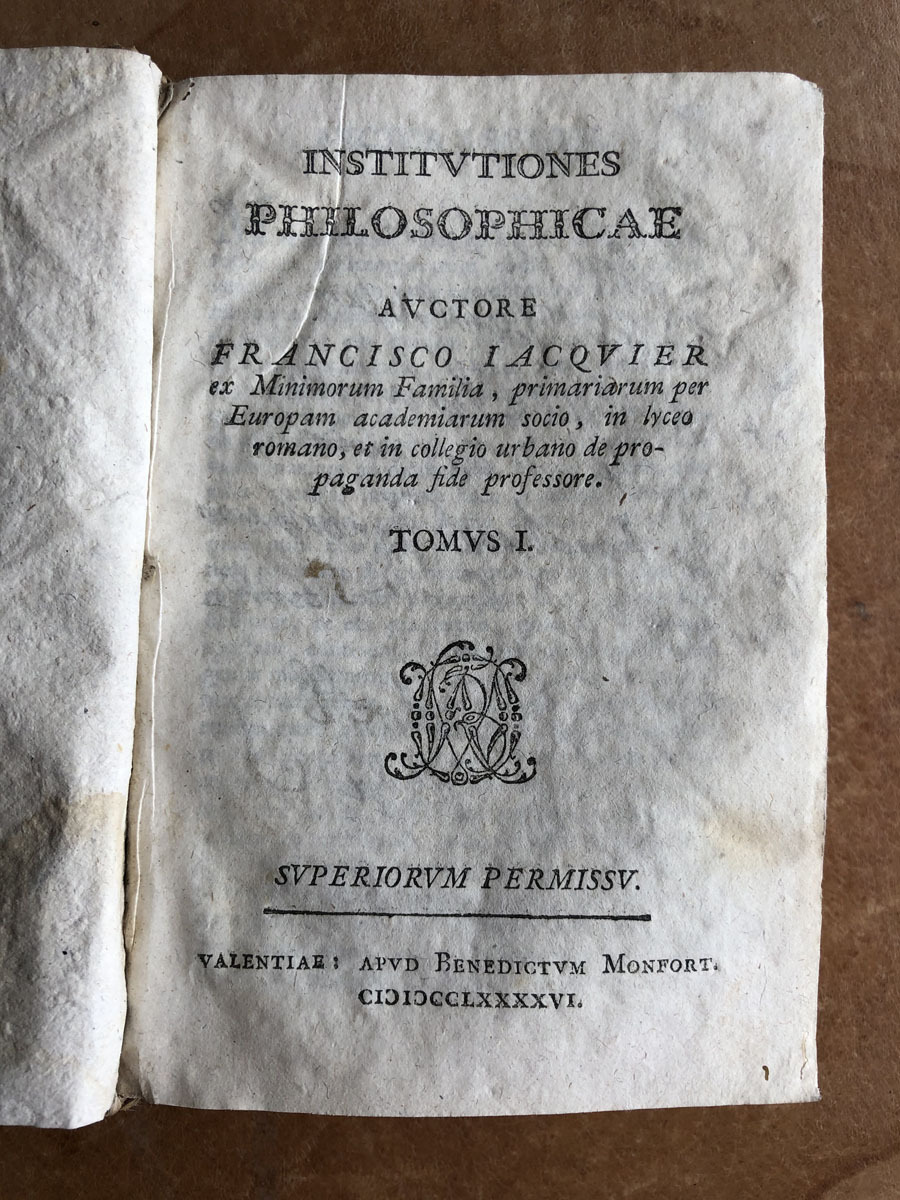 INSTITVTIONES
PHILOSOPHICAE
AVCTORE
FRANCISCO IACQVIER
ex Minimorum Familia, primariarum per
Europam academiarum socio, in lyceo
romano, et in collegio urbano de pro-
paganda fide professore.
TOMVS I.
SVPERIORVM PERMISSV.
VALENTIAE: APVD BENEDICTVM MONFORT.
CIↃIↃCCLXXXXVI.